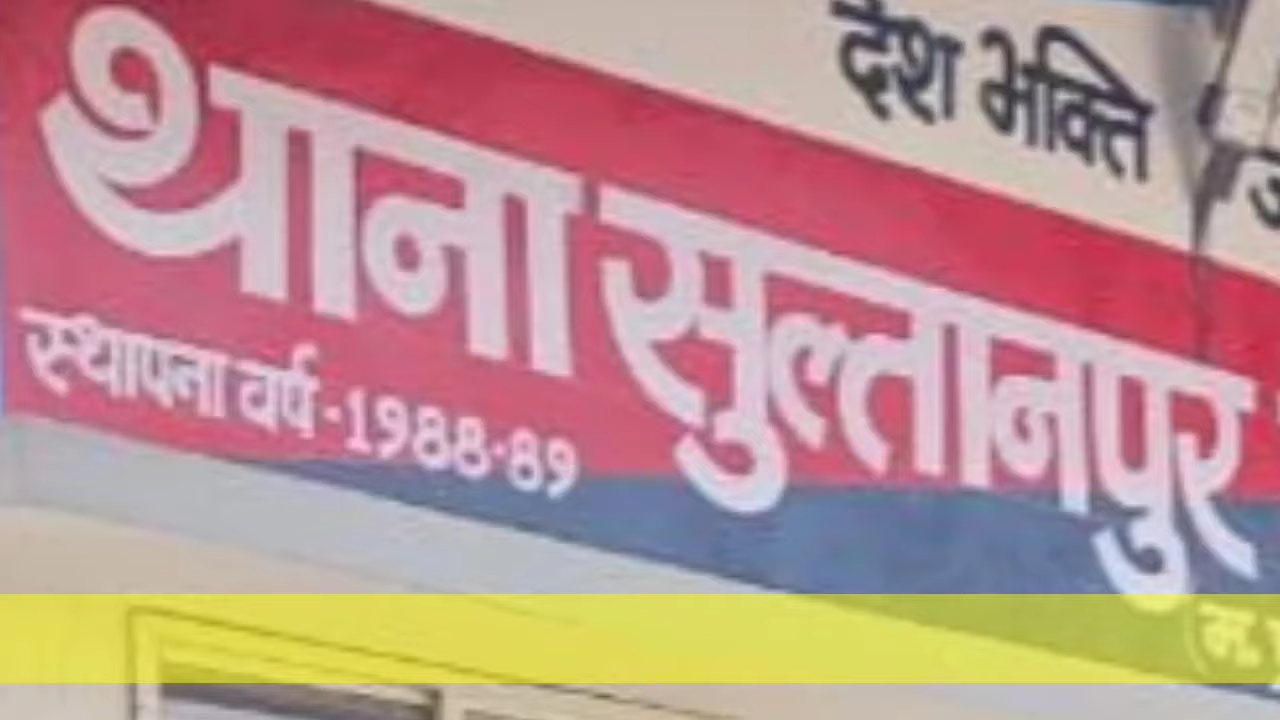 देश भक्ति
थाना सुल्तानपुर
स्थापना वर्ष -1988-89